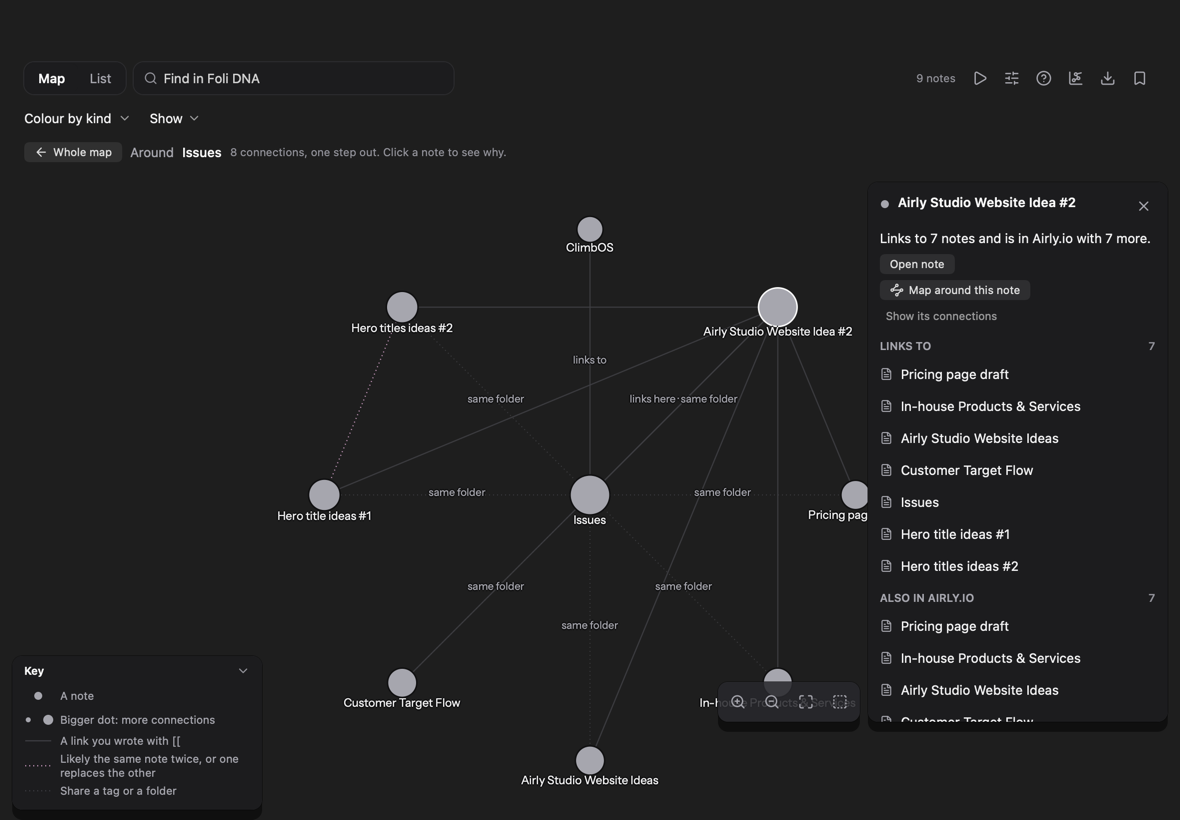 Map
List
Find in Foli DNA
9 notes
Colour by kind
Show
Whole map
Around Issues 8 connections, one step out. Click a note to see why.
ClimbOS
Hero titles ideas #2
Airly Studio Website Idea #2
links to
same folder
links here · same folder
same folder
same folder
Hero title ideas #1
Issues
Pricing pag
same folder
same folder
same folder
Customer Target Flow
In-house Products & Services
Airly Studio Website Ideas
Airly Studio Website Idea #2
Links to 7 notes and is in Airly.io with 7 more.
Open note
Map around this note
Show its connections
LINKS TO 7
Pricing page draft
In-house Products & Services
Airly Studio Website Ideas
Customer Target Flow
Issues
Hero title ideas #1
Hero titles ideas #2
ALSO IN AIRLY.IO 7
Pricing page draft
In-house Products & Services
Airly Studio Website Ideas
Customer Target Flow
Key
A note
Bigger dot: more connections
A link you wrote with [[
Likely the same note twice, or one
replaces the other
Share a tag or a folder